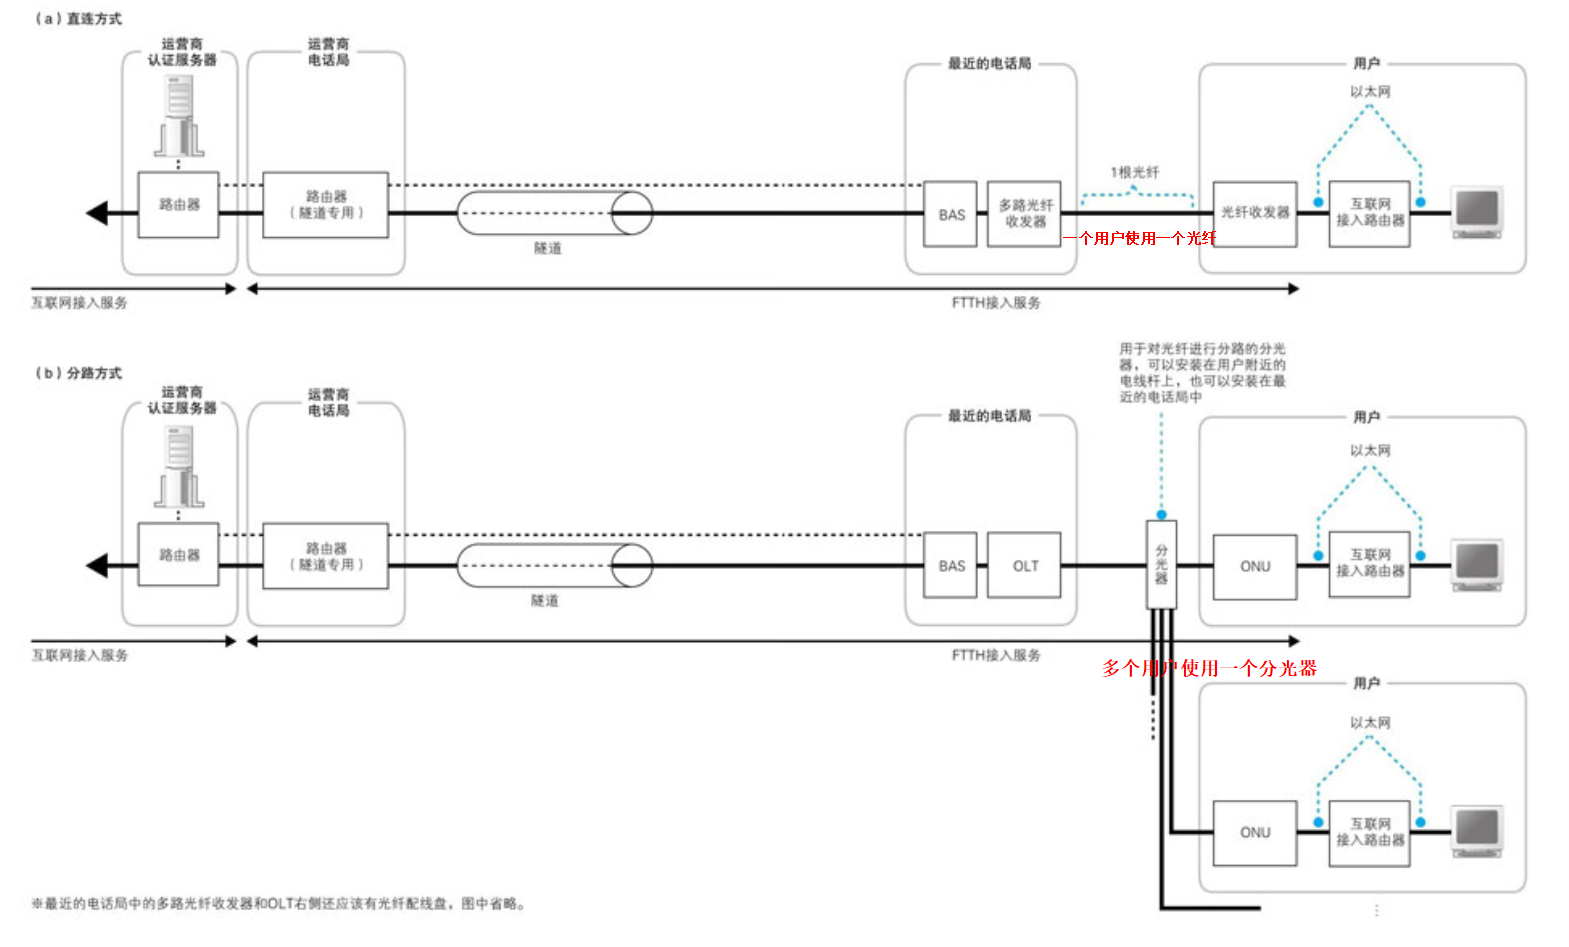 （a）直连方式
运营商
认证服务器
运营商
电话局
最近的电话局
用户
以太网
1根光纤
路由器
路由器
（隧道专用）
隧道
BAS
多路光纤
收发器
光纤收发器
互联网
接入路由器
一个用户使用一个光纤
互联网接入服务
FTTH接入服务
用于对光纤进行分路的分光
器，可以安装在用户附近的
电线杆上，也可以安装在最
近的电话局中
（b）分路方式
运营商
认证服务器
运营商
电话局
最近的电话局
用户
以太网
路由器
路由器
（隧道专用）
隧道
BAS
OLT
分光器
ONU
互联网
接入路由器
互联网接入服务
FTTH接入服务
多个用户使用一个分光器
用户
以太网
ONU
互联网
接入路由器
※最近的电话局中的多路光纤收发器和OLT右侧还应该有光纤配线盘，图中省略。
⋮